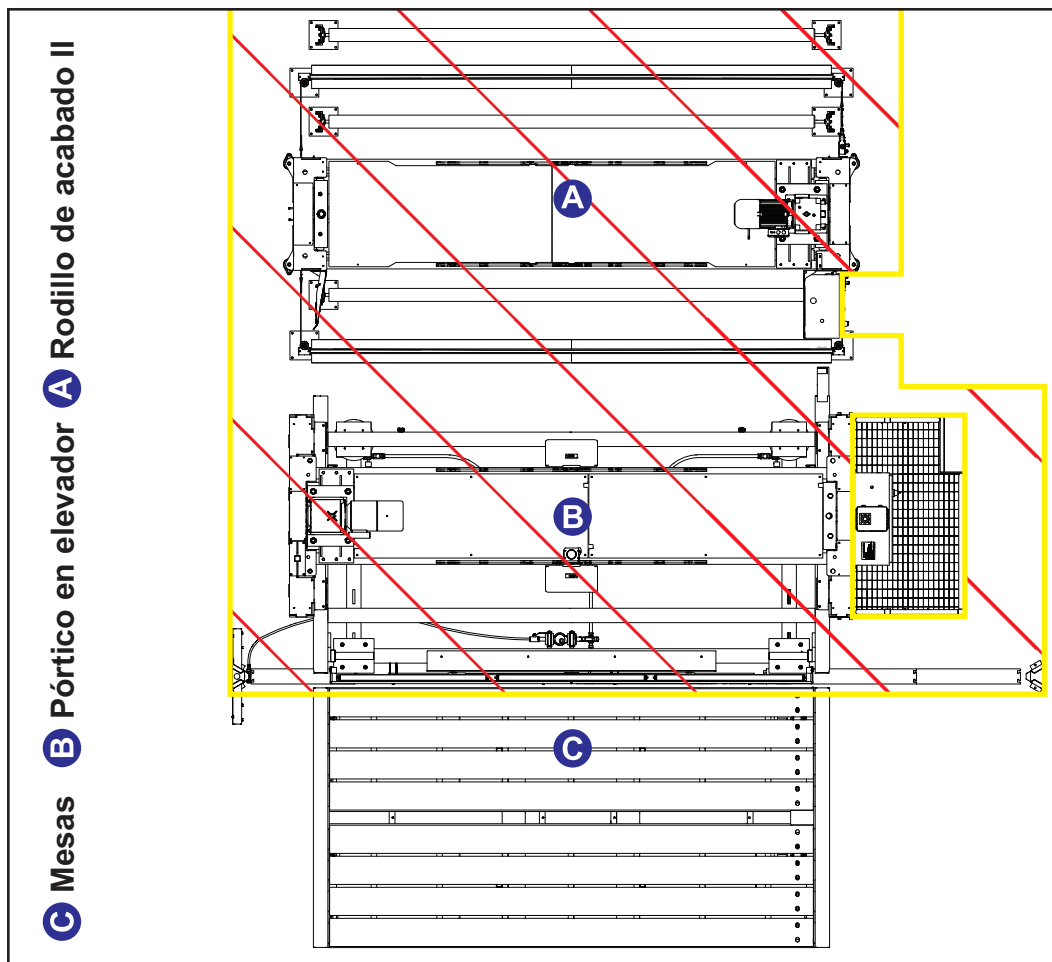 A Rodillo de acabado II
B Pórtico en elevador
C Mesas
A
B
C